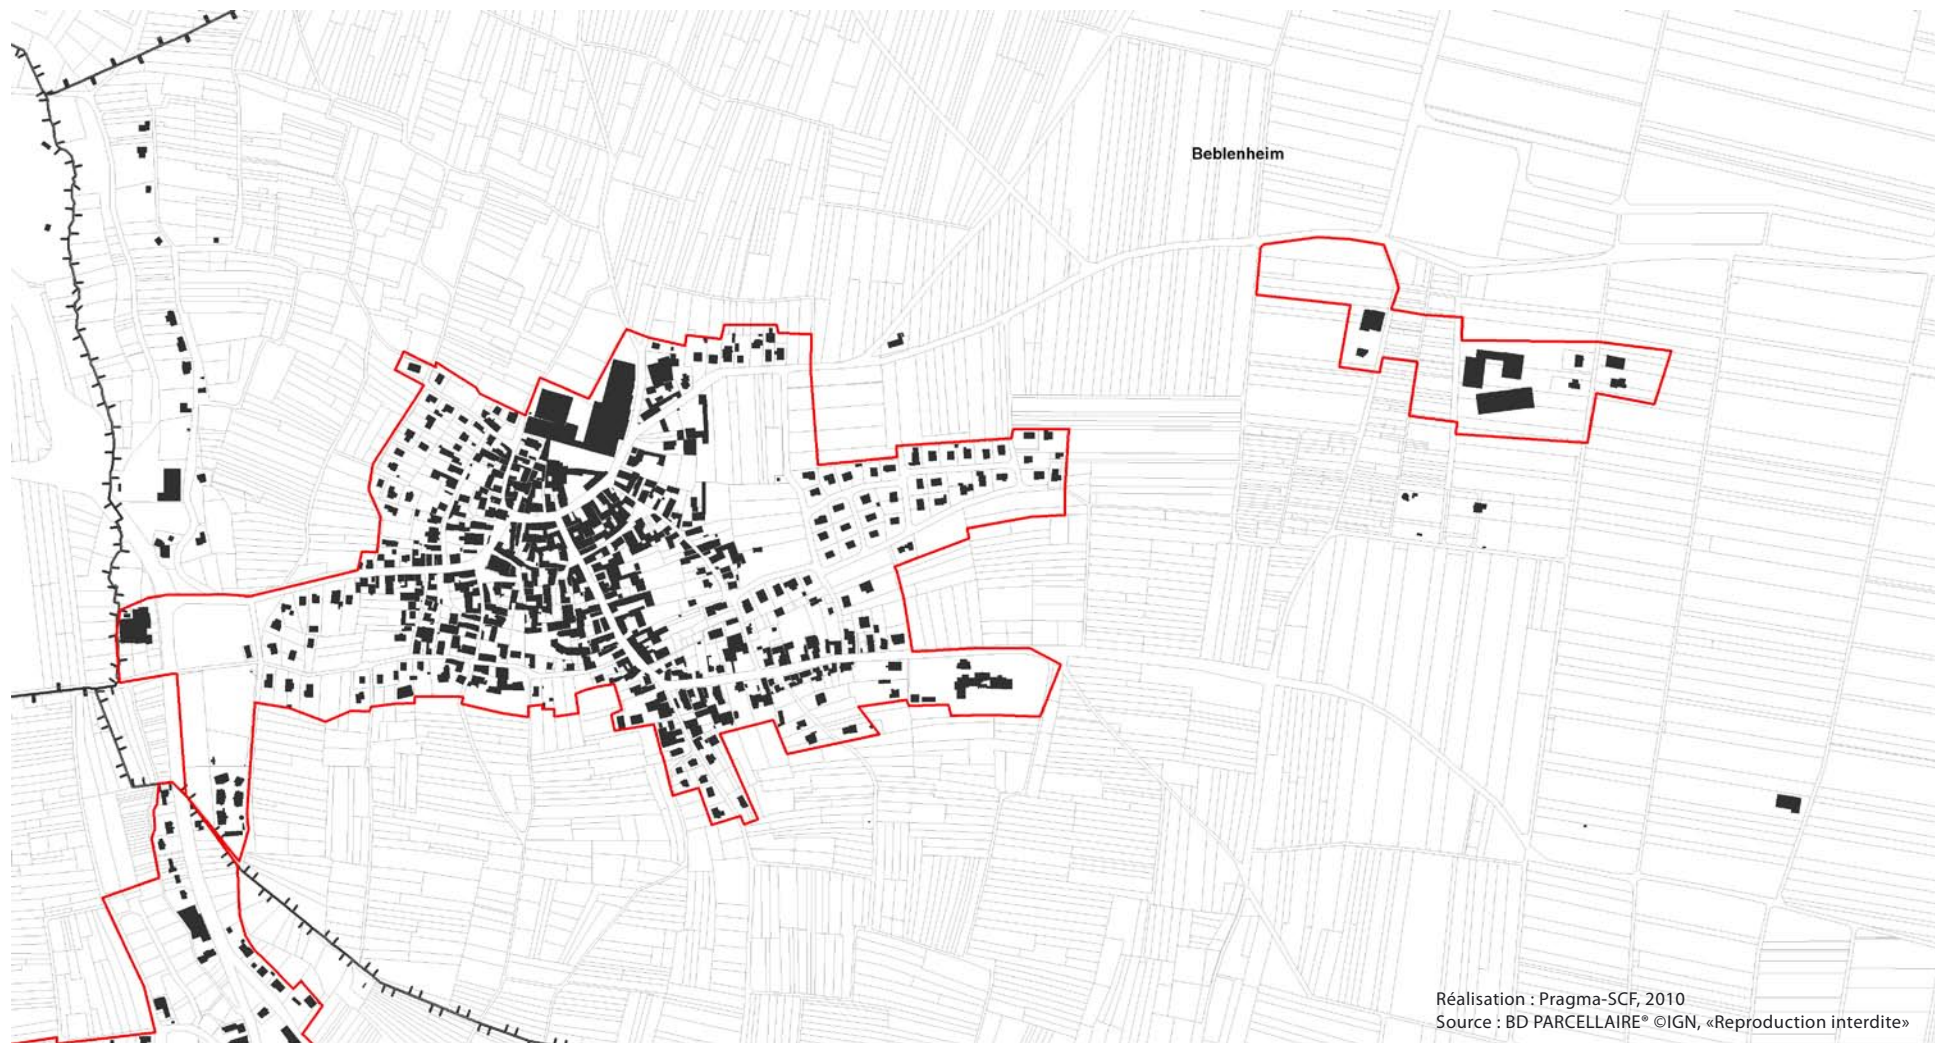 Beblenheim
Réalisation : Pragma-SCF, 2010
Source : BD PARCELLAIRE® ©IGN, «Reproduction interdite»